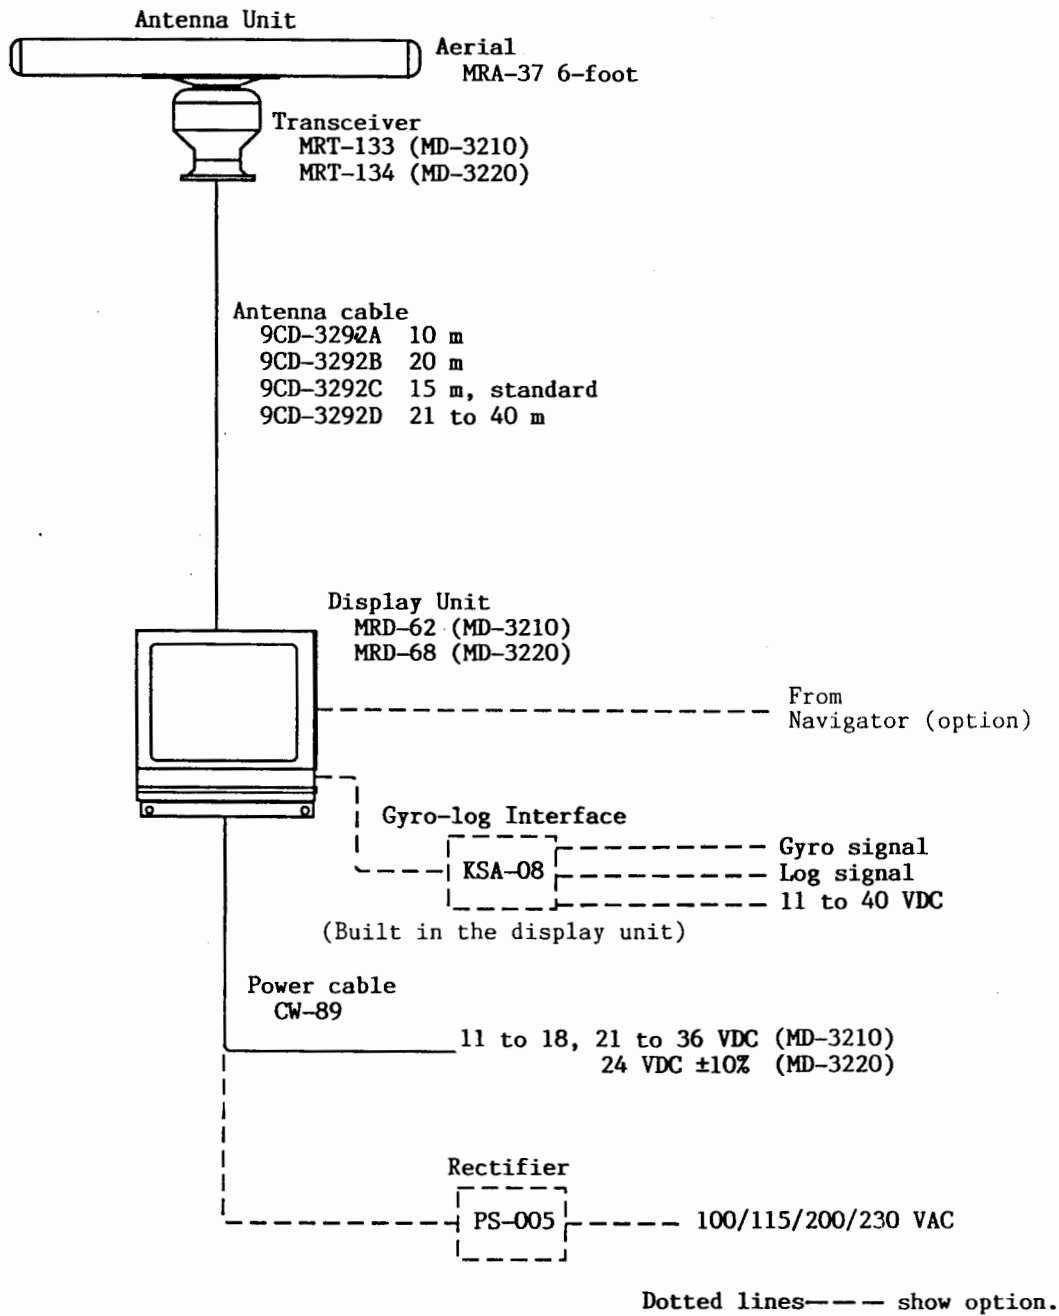 Antenna Unit
Aerial
MRA-37 6-foot
Transceiver
MRT-133 (MD-3210)
MRT-134 (MD-3220)
Antenna cable
9CD-3292A 10 m
9CD-3292B 20 m
9CD-3292C 15 m, standard
9CD-3292D 21 to 40 m
Display Unit
MRD-62 (MD-3210)
MRD-68 (MD-3220)
From
Navigator (option)
Gyro-log Interface
KSA-08
Gyro signal
Log signal
11 to 40 VDC
(Built in the display unit)
Power cable
CW-89
11 to 18, 21 to 36 VDC (MD-3210)
24 VDC ±10% (MD-3220)
Rectifier
PS-005
100/115/200/230 VAC
Dotted lines--- show option.